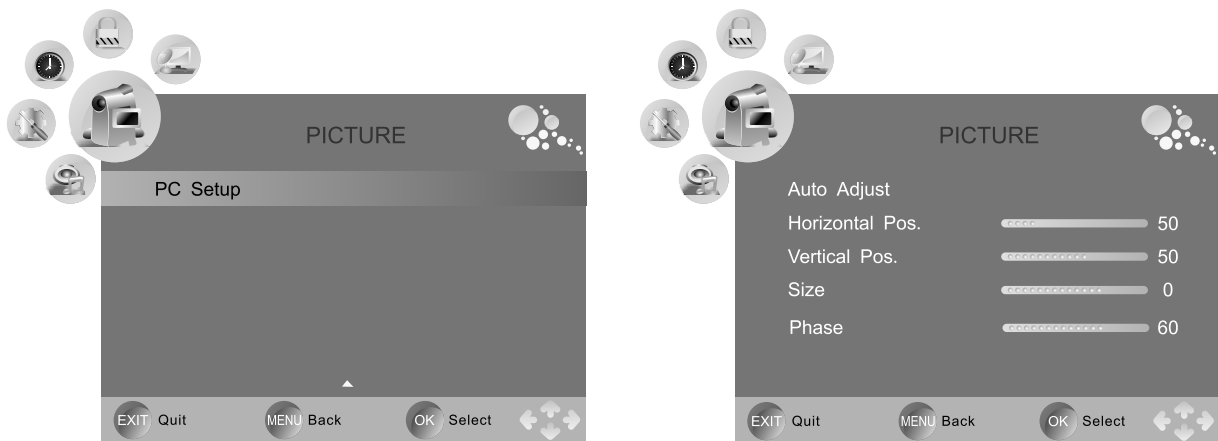 PICTURE
PC Setup
EXIT Quit MENU Back OK Select
PICTURE
Auto Adjust
Horizontal Pos. 50
Vertical Pos. 50
Size 0
Phase 60
EXIT Quit MENU Back OK Select